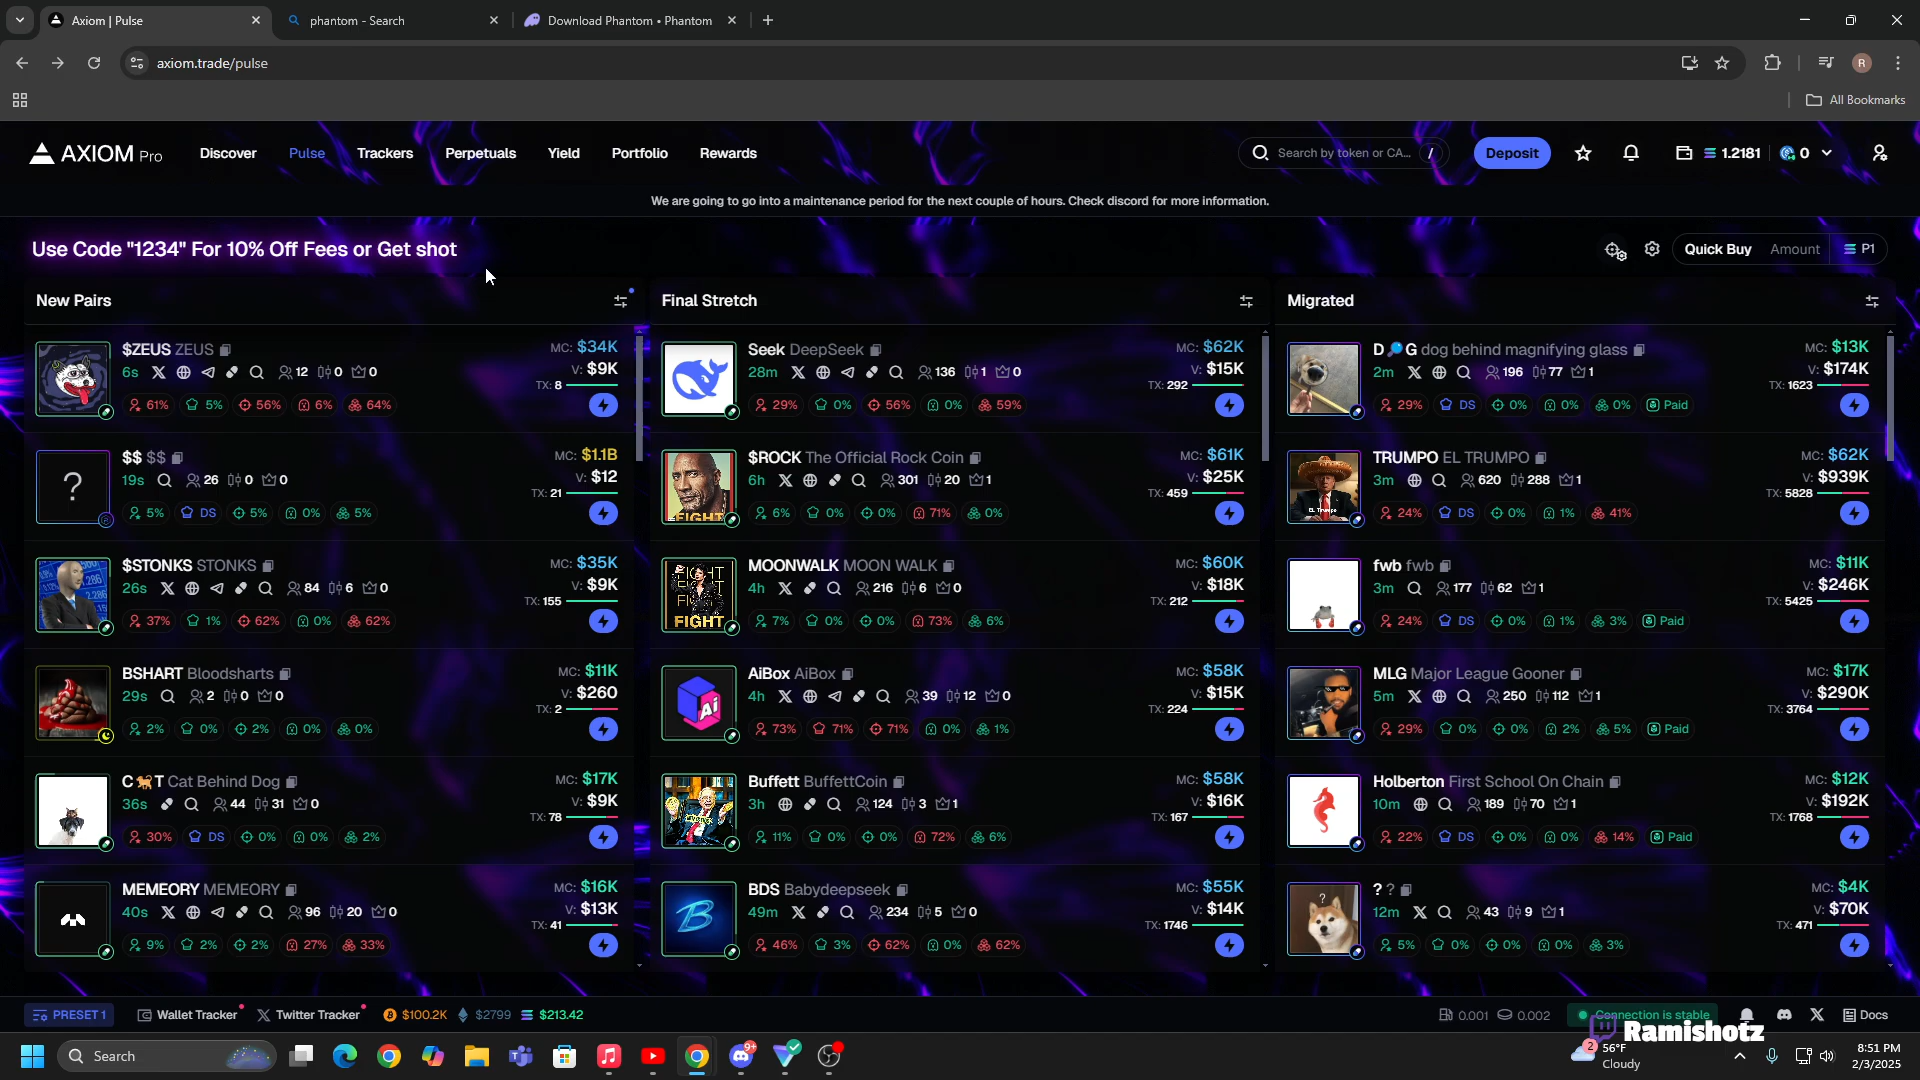 Axiom | Pulse
phantom - Search
Download Phantom • Phantom
axiom.trade/pulse
R
All Bookmarks
AXIOM Pro
Discover
Pulse
Trackers
Perpetuals
Yield
Portfolio
Rewards
Search by token or CA...
/
Deposit
1.2181
0
We are going to go into a maintenance period for the next couple of hours. Check discord for more information.
Use Code "1234" For 10% Off Fees or Get shot
Quick Buy Amount P1
New Pairs
$ZEUS ZEUS
MC: $34K
6s 12 0 0
V: $9K
TX: 8
61% 5% 56% 6% 64%
?
$$ $$
MC: $1.1B
19s 26 0 0
V: $12
TX: 21
5% DS 5% 0% 5%
$STONKS STONKS
MC: $35K
26s 84 6 0
V: $9K
TX: 155
37% 1% 62% 0% 62%
BSHART Bloodsharts
MC: $11K
29s 2 0 0
V: $260
TX: 2
2% 0% 2% 0% 0%
C🐈T Cat Behind Dog
MC: $17K
36s 44 31 0
V: $9K
TX: 78
30% DS 0% 0% 2%
MEMEORY MEMEORY
MC: $16K
40s 96 20 0
V: $13K
TX: 41
9% 2% 2% 27% 33%
Final Stretch
Seek DeepSeek
MC: $62K
28m 136 1 0
V: $15K
TX: 292
29% 0% 56% 0% 59%
FIGHT
$ROCK The Official Rock Coin
MC: $61K
6h 301 20 1
V: $25K
TX: 459
6% 0% 0% 71% 0%
FIGHT
FIGHT
MOONWALK MOON WALK
MC: $60K
4h 216 6 0
V: $18K
TX: 212
7% 0% 0% 73% 6%
Ai
AiBox AiBox
MC: $58K
4h 39 12 0
V: $15K
TX: 224
73% 71% 71% 0% 1%
Buffett BuffettCoin
MC: $58K
3h 124 3 1
V: $16K
TX: 167
11% 0% 0% 72% 6%
B
BDS Babydeepseek
MC: $55K
49m 234 5 0
V: $14K
TX: 1746
46% 3% 62% 0% 62%
Migrated
D🔎G dog behind magnifying glass
MC: $13K
2m 196 77 1
V: $174K
TX: 1623
29% DS 0% 0% 0% Paid
EL Trumpo
TRUMPO EL TRUMPO
MC: $62K
3m 620 288 1
V: $939K
TX: 5828
24% DS 0% 1% 41%
fwb fwb
MC: $11K
3m 177 62 1
V: $246K
TX: 5425
24% DS 0% 1% 3% Paid
MLG Major League Gooner
MC: $17K
5m 250 112 1
V: $290K
TX: 3764
29% 0% 0% 2% 5% Paid
Holberton First School On Chain
MC: $12K
10m 189 70 1
V: $192K
TX: 1768
22% DS 0% 0% 14% Paid
?
? ?
MC: $4K
12m 43 9 1
V: $70K
TX: 471
5% 0% 0% 0% 3%
PRESET 1
Wallet Tracker
Twitter Tracker
$100.2K
$2799
$213.42
0.001
0.002
Connection is stable
Docs
Ramishotz
Search
9+
2
56°F
Cloudy
8:51 PM
2/3/2025